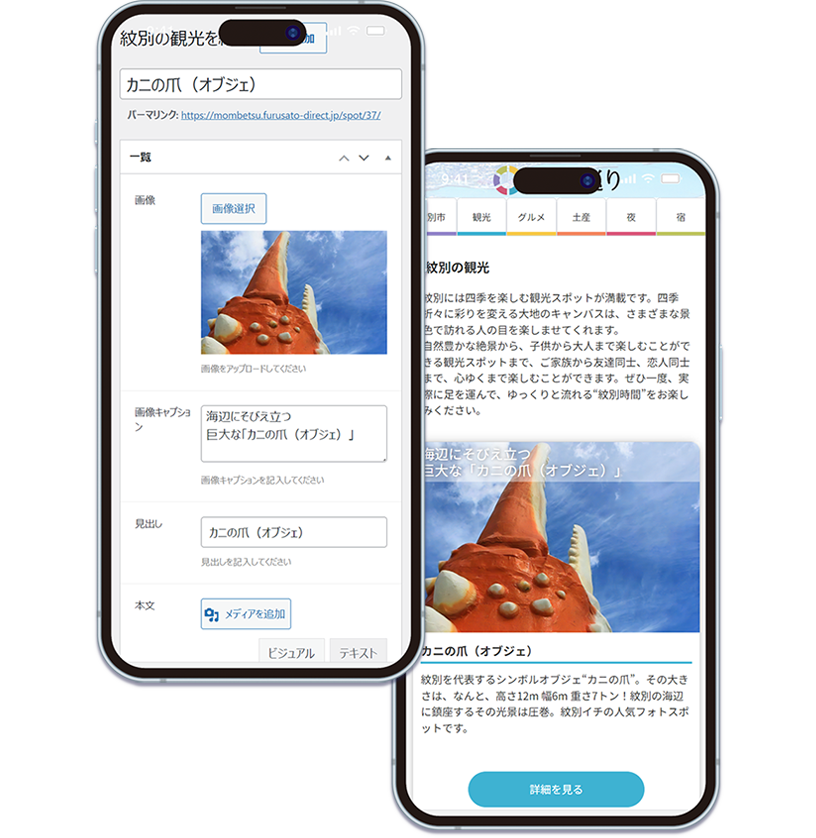 紋別の観光を
加
カニの爪（オブジェ）
パーマリンク: https://mombetsu.furusato-direct.jp/spot/37/
一覧
画像
画像選択
画像をアップロードしてください
画像キャプション
海辺にそびえ立つ
巨大な「カニの爪（オブジェ）」
画像キャプションを記入してください
見出し
カニの爪（オブジェ）
見出しを記入してください
本文
メディアを追加
ビジュアル
テキスト
9:41
り
別市
観光
グルメ
土産
夜
宿
紋別の観光
紋別には四季を楽しむ観光スポットが満載です。四季
折々に彩りを変える大地のキャンバスは、さまざまな景
色で訪れる人の目を楽しませてくれます。
自然豊かな絶景から、子供から大人まで楽しむことがで
きる観光スポットまで、ご家族から友達同士、恋人同士
まで、心ゆくまで楽しむことができます。ぜひ一度、実
際に足を運んで、ゆっくりと流れる“紋別時間”をお楽し
みください。
海辺にそびえ立つ
巨大な「カニの爪（オブジェ）」
カニの爪（オブジェ）
紋別を代表するシンボルオブジェ“カニの爪”。その大き
さは、なんと、高さ12m 幅6m 重さ7トン！紋別の海辺
に鎮座するその光景は圧巻。紋別イチの人気フォトスポ
ットです。
詳細を見る